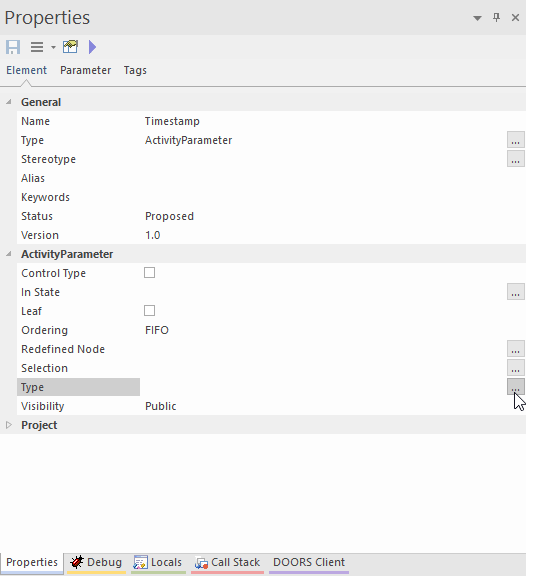 Properties
Element Parameter Tags
General
Name Timestamp
Type ActivityParameter ...
Stereotype ...
Alias
Keywords
Status Proposed
Version 1.0
ActivityParameter
Control Type
In State ...
Leaf
Ordering FIFO
Redefined Node ...
Selection ...
Type ...
Visibility Public
Project
Properties Debug Locals Call Stack DOORS Client